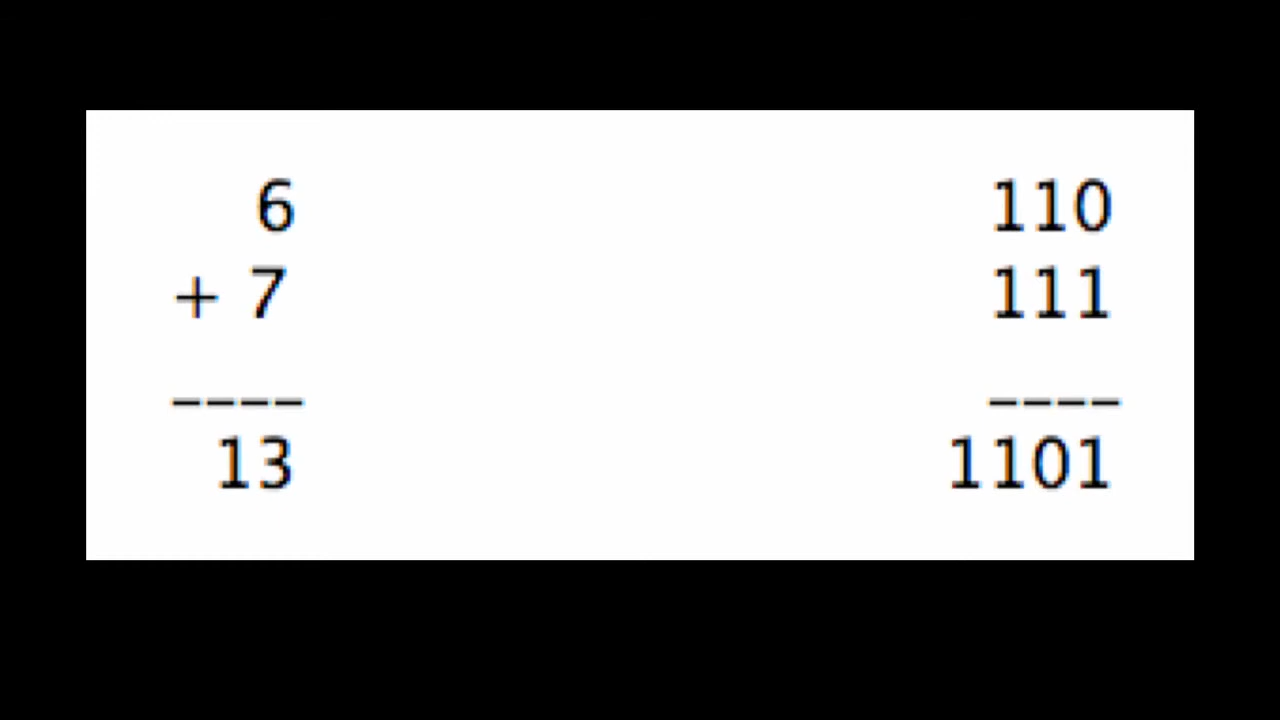 6 110
+ 7 111
---- ----
13 1101